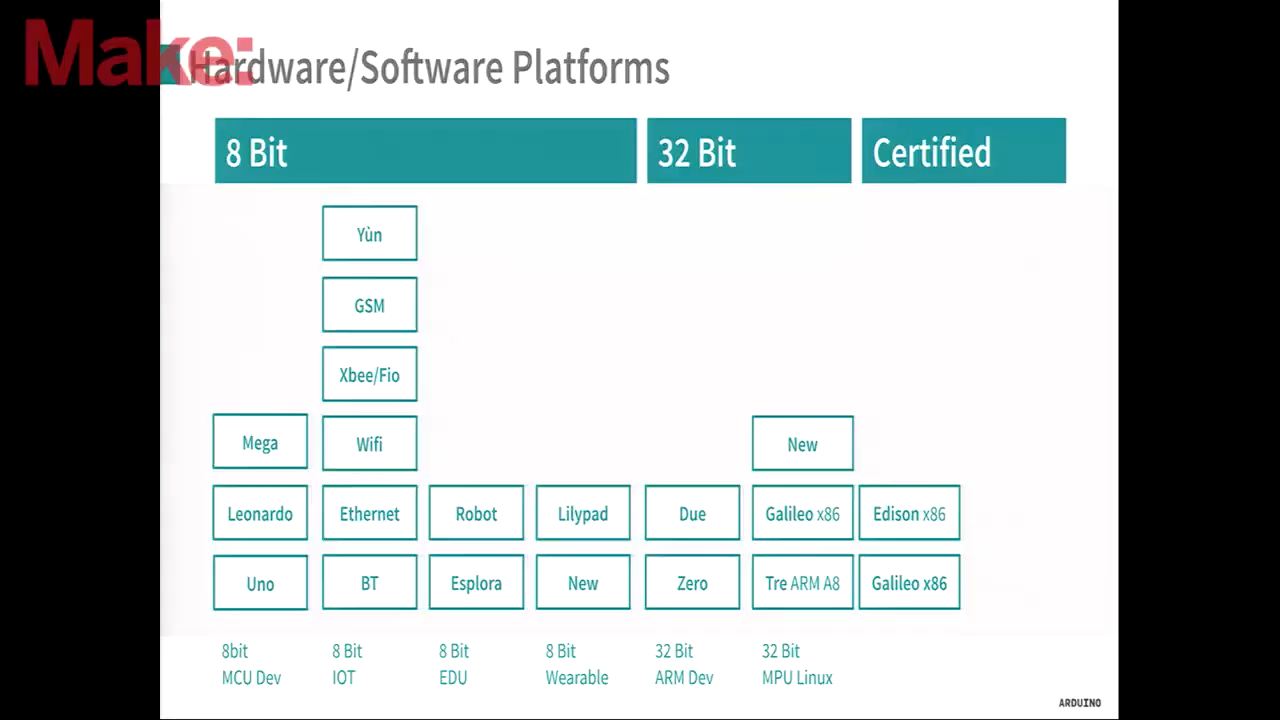 Make:
Hardware/Software Platforms
8 Bit
32 Bit
Certified
Yùn
GSM
Xbee/Fio
Mega
Wifi
New
Leonardo
Ethernet
Robot
Lilypad
Due
Galileo x86
Edison x86
Uno
BT
Esplora
New
Zero
Tre ARM A8
Galileo x86
8bit
MCU Dev
8 Bit
IOT
8 Bit
EDU
8 Bit
Wearable
32 Bit
ARM Dev
32 Bit
MPU Linux
ARDUINO